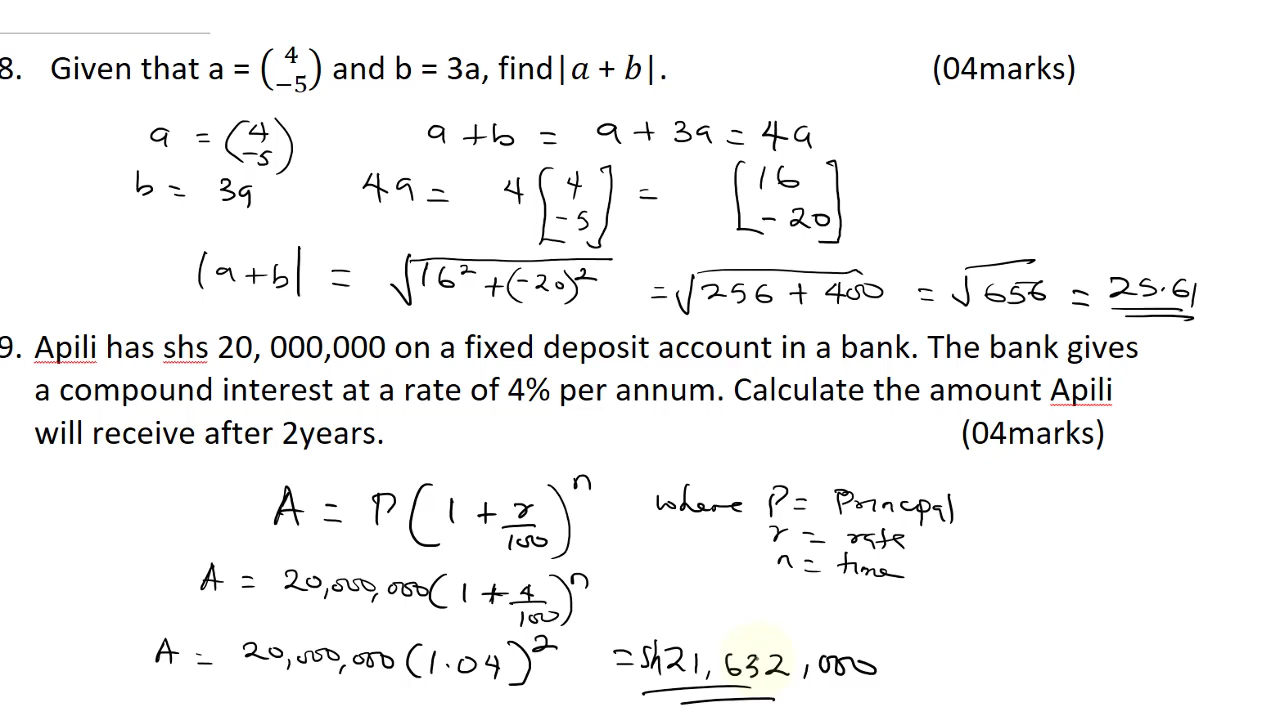 8. Given that a = (4 −5) and b = 3a, find |a + b|. (04marks)
a = (4 −5) a + b = a + 3a = 4a
b = 3a 4a = 4 [4 −5] = [16 −20]
|a+b| = √16² + (−20)² = √256 + 400 = √656 = 25.61
9. Apili has shs 20, 000,000 on a fixed deposit account in a bank. The bank gives
a compound interest at a rate of 4% per annum. Calculate the amount Apili
will receive after 2years. (04marks)
A = P(1 + r/100)ⁿ where P = Principal
r = rate
n = time
A = 20,000,000(1 + 4/100)ⁿ
A = 20,000,000(1.04)² = sh21,632,000